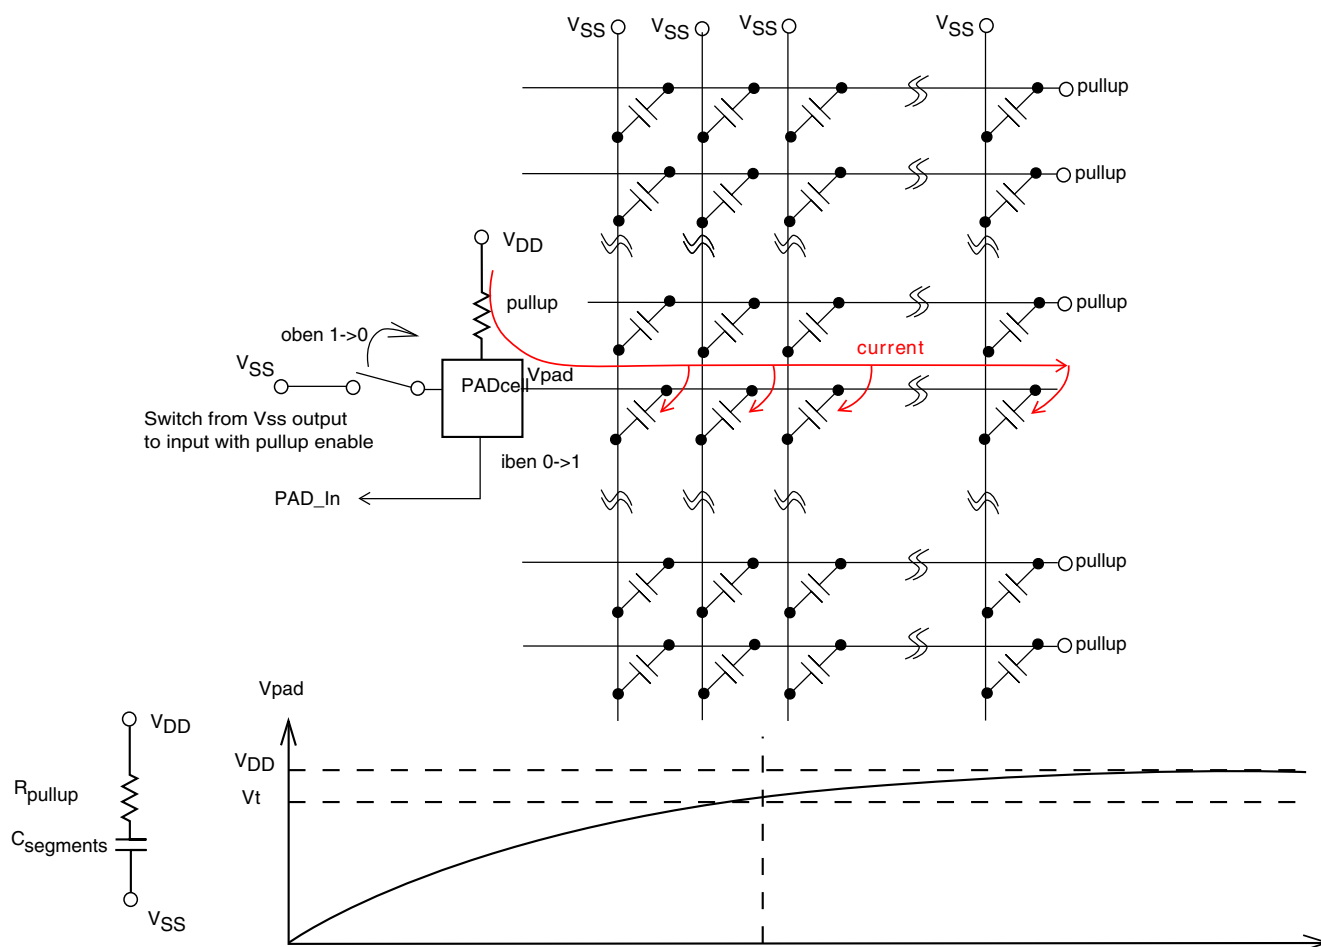 VSS VSS VSS VSS
pullup
pullup
VDD
pullup
pullup
oben 1->0
current
VSS
PADcell
Vpad
Switch from Vss output
to input with pullup enable
iben 0->1
PAD_In
pullup
pullup
Vpad
VDD
VDD
Rpullup
Vt
Csegments
VSS